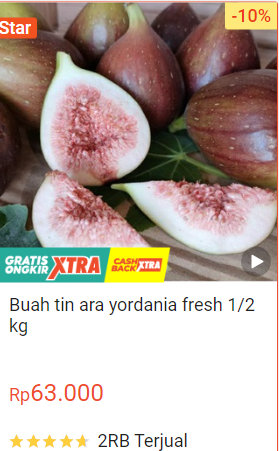 -10%
Star
GRATIS ONGKIR XTRA CASH BACK XTRA
Buah tin ara yordania fresh 1/2
kg
Rp63.000
2RB Terjual